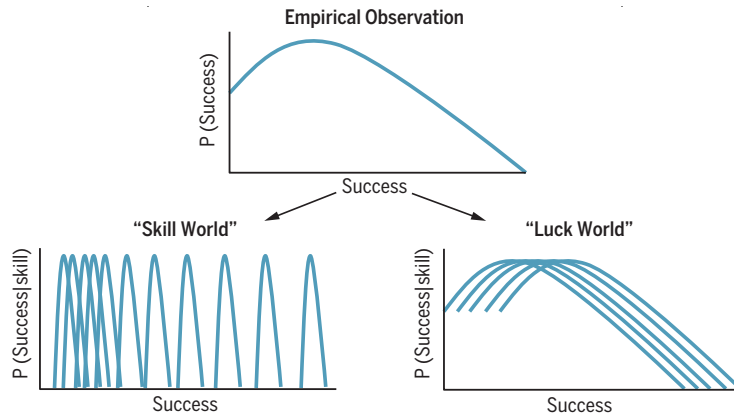 Empirical Observation
P (Success)
Success
“Skill World”
P (Success|skill)
Success
“Luck World”
P (Success|skill)
Success